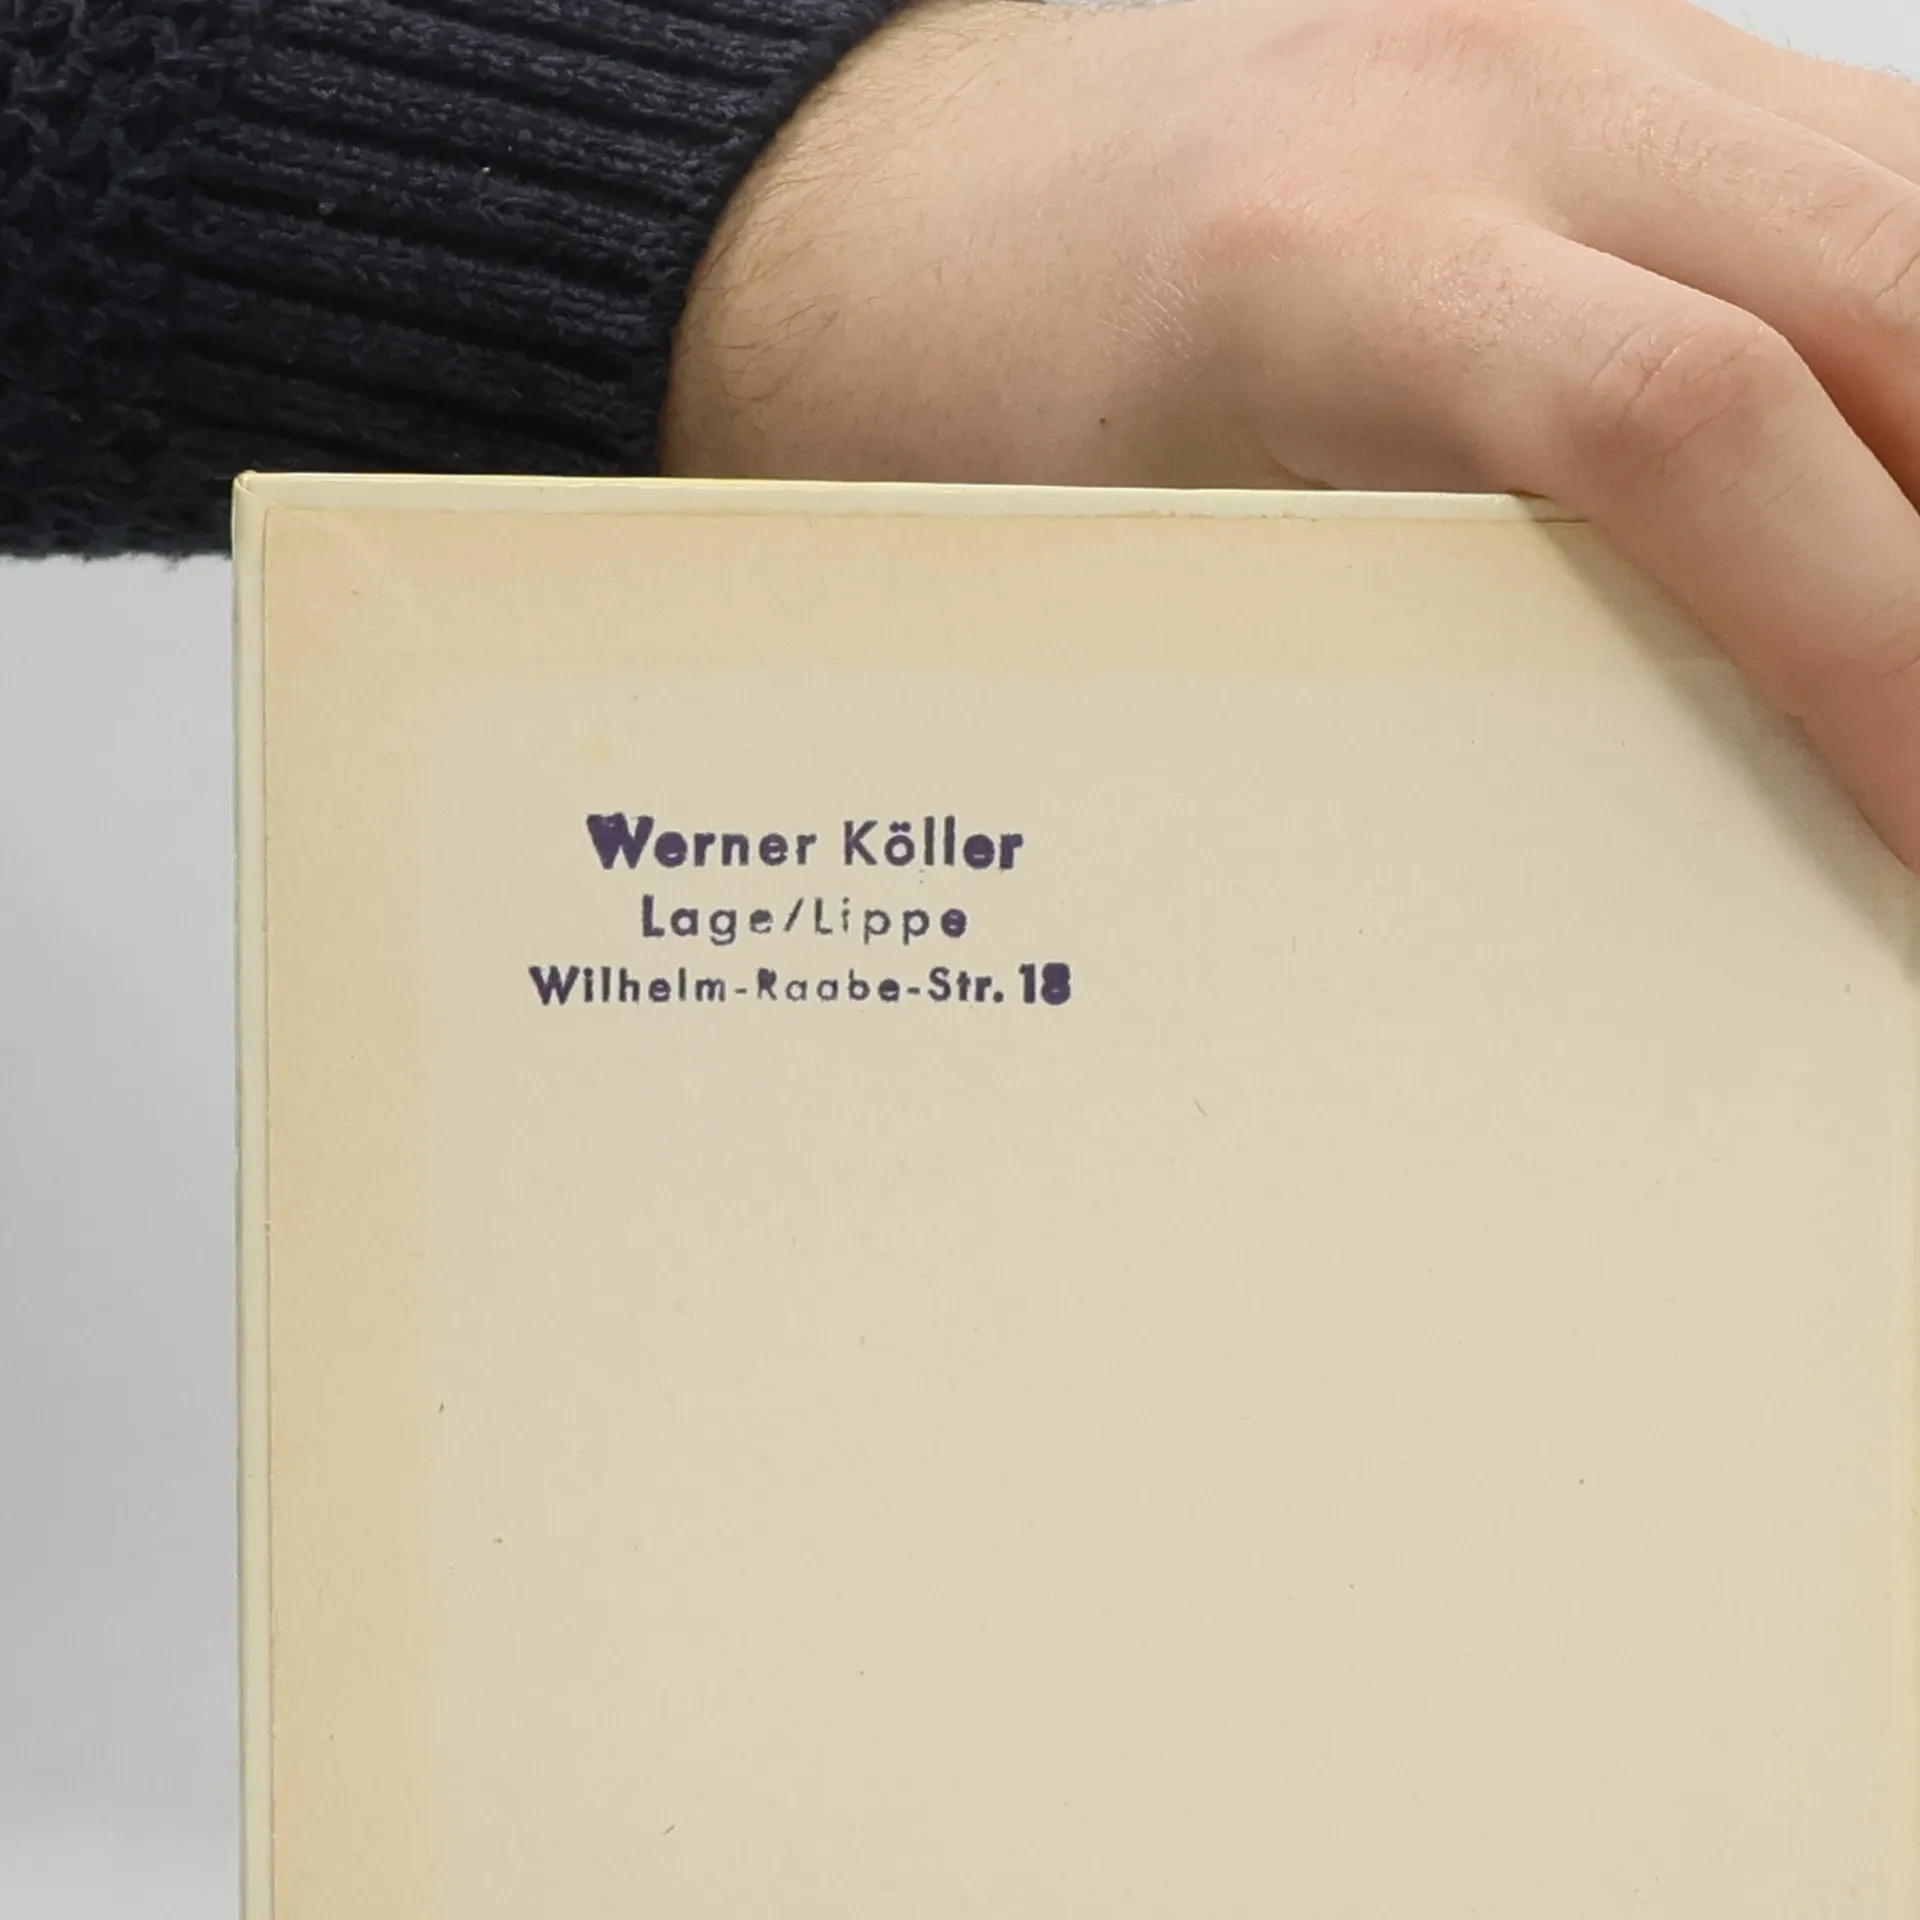 Werner Köller
Lage/Lippe
Wilhelm-Raabe-Str. 18